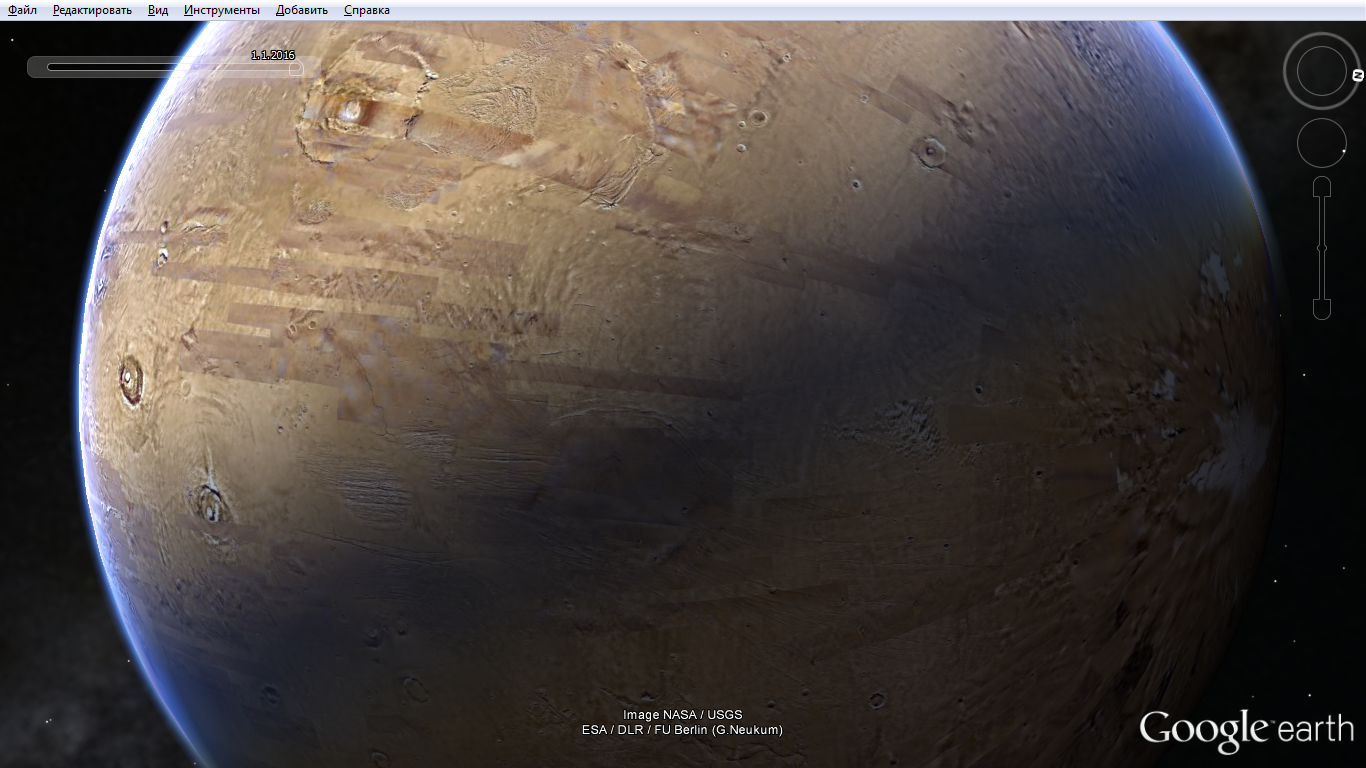 Файл Редактировать Вид Инструменты Добавить Справка
1.1.2016
N
Image NASA / USGS
ESA / DLR / FU Berlin (G.Neukum)
Google earth